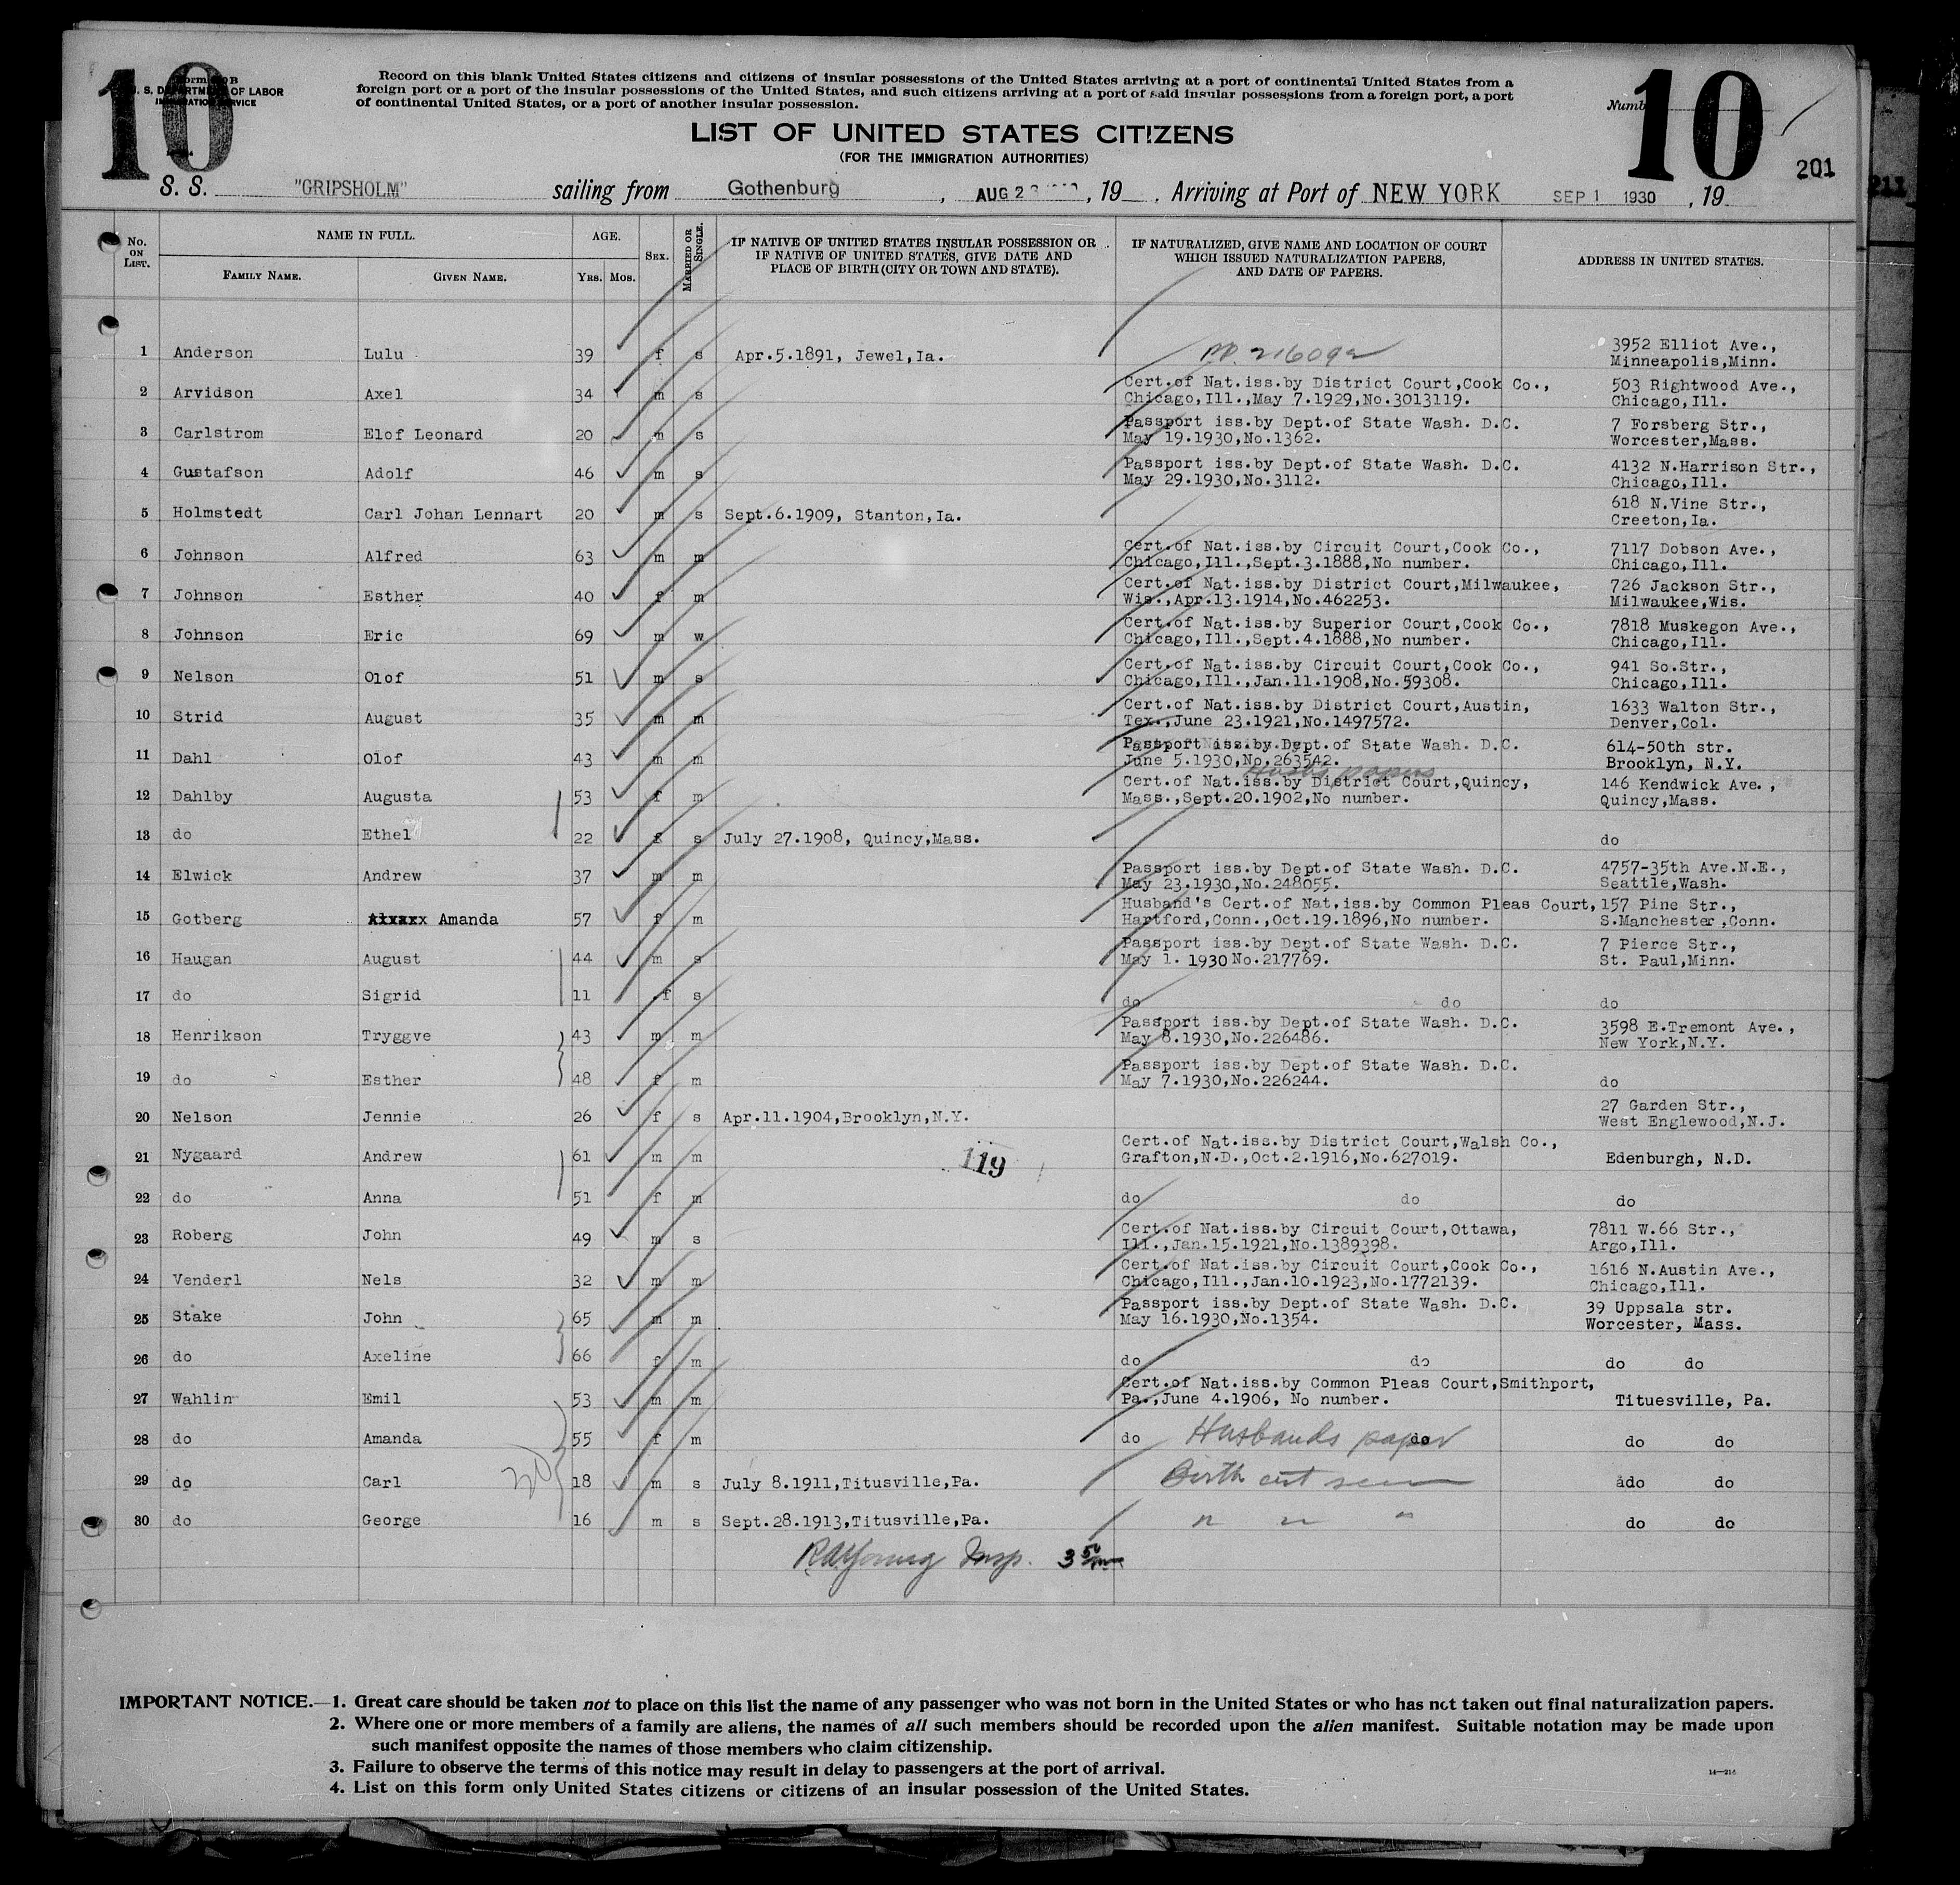 10
10
Form 630 B
U. S. DEPARTMENT OF LABOR
IMMIGRATION SERVICE
Record on this blank United States citizens and citizens of insular possessions of the United States arriving at a port of continental United States from a
foreign port or a port of the insular possessions of the United States, and such citizens arriving at a port of said insular possessions from a foreign port, a port
of continental United States, or a port of another insular possession.
LIST OF UNITED STATES CITIZENS
(FOR THE IMMIGRATION AUTHORITIES)
201
211
S. S. "GRIPSHOLM" sailing from Gothenburg, AUG 2, 19 . Arriving at Port of NEW YORK SEP 1 1930, 19
No. ON LIST. NAME IN FULL. AGE. SEX. MARRIED OR SINGLE. IF NATIVE OF UNITED STATES INSULAR POSSESSION OR IF NATIVE OF UNITED STATES, GIVE DATE AND PLACE OF BIRTH (CITY OR TOWN AND STATE). IF NATURALIZED, GIVE NAME AND LOCATION OF COURT WHICH ISSUED NATURALIZATION PAPERS, AND DATE OF PAPERS. ADDRESS IN UNITED STATES.
FAMILY NAME. GIVEN NAME. YRS. MOS.
1 Anderson Lulu 39 f s Apr.5.1891, Jewel,Ia. 3952 Elliot Ave., Minneapolis,Minn.
2 Arvidson Axel 34 m s Cert.of Nat.iss.by District Court,Cook Co., Chicago,Ill.,May 7.1929,No.3013119. 503 Rightwood Ave., Chicago,Ill.
3 Carlstrom Elof Leonard 20 m s Passport iss.by Dept.of State Wash. D.C. May 19.1930,No.1362. 7 Forsberg Str., Worcester,Mass.
4 Gustafson Adolf 46 m s Passport iss.by Dept.of State Wash. D.C. May 29.1930,No.3112. 4132 N.Harrison Str., Chicago,Ill.
5 Holmstedt Carl Johan Lennart 20 m s Sept.6.1909, Stanton,Ia. 618 N.Vine Str., Creeton,Ia.
6 Johnson Alfred 63 m m Cert.of Nat.iss.by Circuit Court,Cook Co., Chicago,Ill.,Sept.3.1888,No number. 7117 Dobson Ave., Chicago,Ill.
7 Johnson Esther 40 f m Cert.of Nat.iss.by District Court,Milwaukee, Wis.,Apr.13.1914,No.462253. 726 Jackson Str., Milwaukee,Wis.
8 Johnson Eric 69 m w Cert.of Nat.iss.by Superior Court,Cook Co., Chicago,Ill.,Sept.4.1888,No number. 7818 Muskegon Ave., Chicago,Ill.
9 Nelson Olof 51 m s Cert.of Nat.iss.by Circuit Court,Cook Co., Chicago,Ill.,Jan.11.1908,No.59308. 941 So.Str., Chicago,Ill.
10 Strid August 35 m m Cert.of Nat.iss.by District Court,Austin, Tex.,June 23.1921,No.1497572. 1633 Walton Str., Denver,Col.
11 Dahl Olof 43 m m Passport iss.by Dept.of State Wash. D.C. June 5.1930,No.263542. 614-50th str. Brooklyn, N.Y.
12 Dahlby Augusta 53 f m Husb's papers Cert.of Nat.iss.by District Court,Quincy, Mass.,Sept.20.1902,No number. 146 Kendwick Ave., Quincy,Mass.
13 do Ethel 22 f s July 27.1908, Quincy,Mass. do
14 Elwick Andrew 37 m m Passport iss.by Dept.of State Wash. D.C. May 23.1930,No.248055. 4757-35th Ave.N.E., Seattle,Wash.
15 Gotberg Amanda 57 f m Husband's Cert.of Nat.iss.by Common Pleas Court, Hartford,Conn.,Oct.19.1896,No number. 157 Pine Str., S.Manchester,Conn.
16 Haugan August 44 m s Passport iss.by Dept.of State Wash. D.C. May 1. 1930 No.217769. 7 Pierce Str., St. Paul,Minn.
17 do Sigrid 11 f s do do do
18 Henrikson Tryggve 43 m m Passport iss.by Dept.of State Wash. D.C. May 8.1930,No.226486. 3598 E.Tremont Ave., New York,N.Y.
19 do Esther 48 f m Passport iss.by Dept.of State Wash. D.C. May 7.1930,No.226244. do
20 Nelson Jennie 26 f s Apr.11.1904,Brooklyn,N.Y. 27 Garden Str., West Englewood,N.J.
21 Nygaard Andrew 61 m m 119 Cert.of Nat.iss.by District Court,Walsh Co., Grafton,N.D.,Oct.2.1916,No.627019. Edenburgh, N.D.
22 do Anna 51 f m do do do
23 Roberg John 49 m s Cert.of Nat.iss.by Circuit Court,Ottawa, Ill.,Jan.15.1921,No.1389398. 7811 W.66 Str., Argo,Ill.
24 Venderl Nels 32 m m Cert.of Nat.iss.by Circuit Court,Cook Co., Chicago,Ill.,Jan.10.1923,No.1772139. 1616 N.Austin Ave., Chicago,Ill.
25 Stake John 65 m m Passport iss.by Dept.of State Wash. D.C. May 16.1930,No.1354. 39 Uppsala str. Worcester, Mass.
26 do Axeline 66 f m do do do do
27 Wahlin Emil 53 m m Cert.of Nat.iss.by Common Pleas Court,Smithport, Pa.,June 4.1906, No number. Tituesville, Pa.
28 do Amanda 55 f m do Husbands paper do do do
29 do Carl 18 m s July 8.1911,Titusville,Pa. Birth cert seen ado do
30 do George 16 m s Sept.28.1913,Titusville,Pa. " " " do do
RA Young Insp. 3 50 pm
IMPORTANT NOTICE.—1. Great care should be taken not to place on this list the name of any passenger who was not born in the United States or who has not taken out final naturalization papers.
2. Where one or more members of a family are aliens, the names of all such members should be recorded upon the alien manifest. Suitable notation may be made upon
such manifest opposite the names of those members who claim citizenship.
3. Failure to observe the terms of this notice may result in delay to passengers at the port of arrival.
4. List on this form only United States citizens or citizens of an insular possession of the United States.